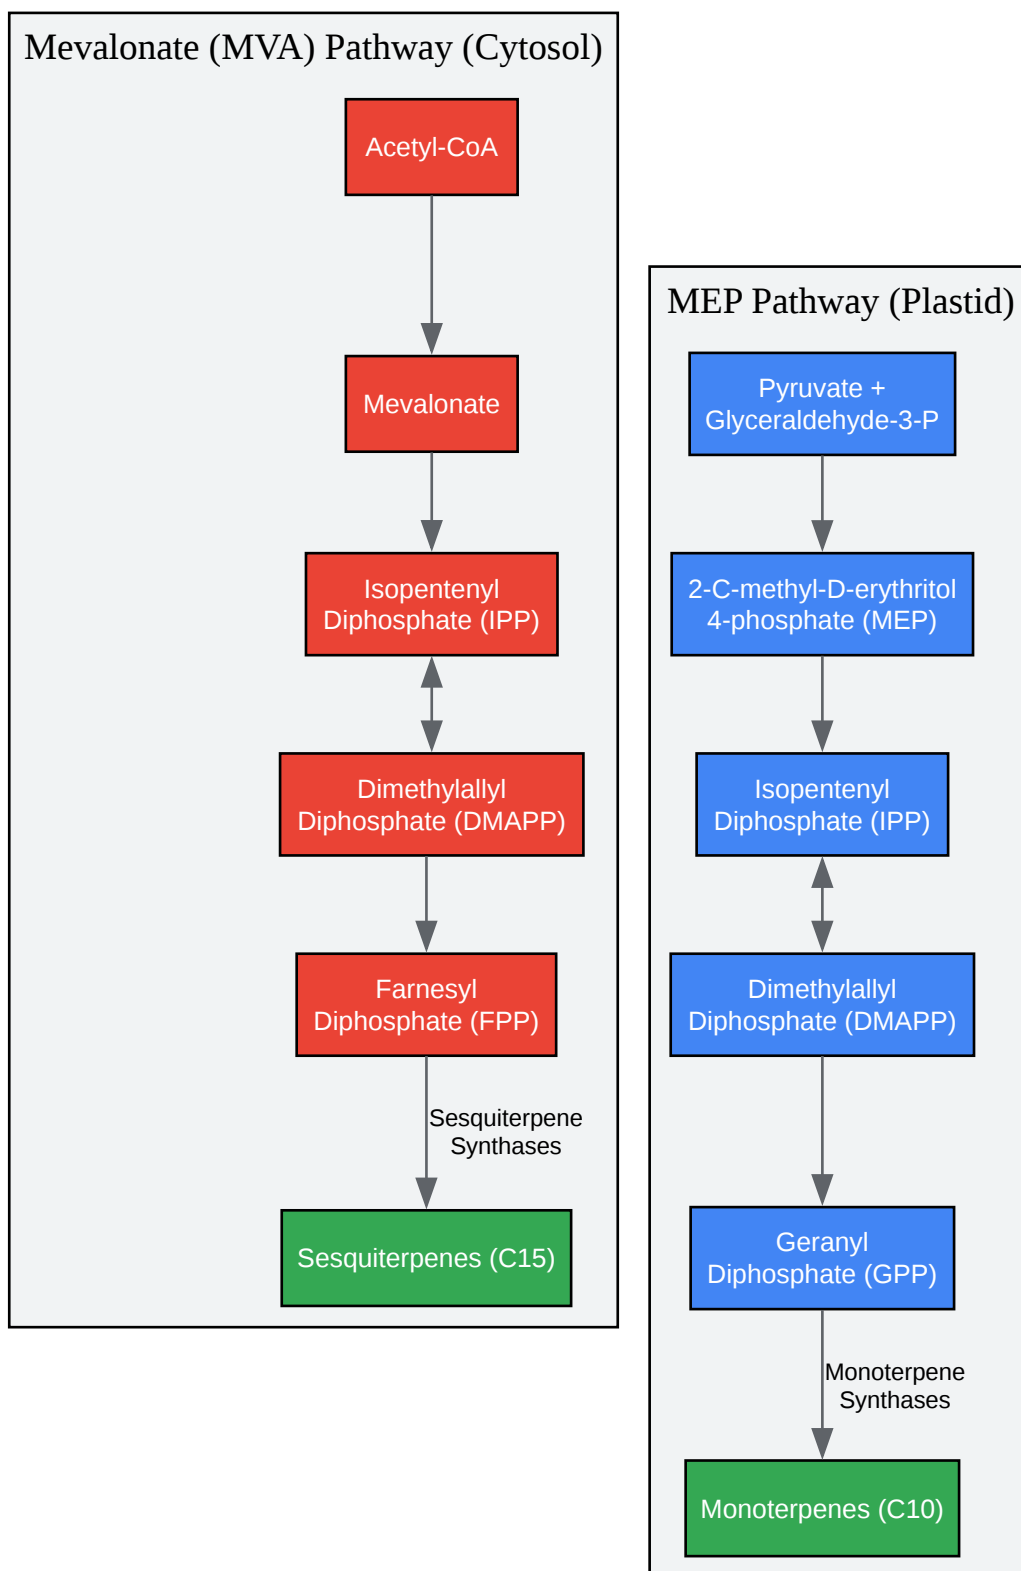 Mevalonate (MVA) Pathway (Cytosol)
Acetyl-CoA
Mevalonate
Isopentenyl
Diphosphate (IPP)
Dimethylallyl
Diphosphate (DMAPP)
Farnesyl
Diphosphate (FPP)
Sesquiterpene
Synthases
Sesquiterpenes (C15)
MEP Pathway (Plastid)
Pyruvate +
Glyceraldehyde-3-P
2-C-methyl-D-erythritol
4-phosphate (MEP)
Isopentenyl
Diphosphate (IPP)
Dimethylallyl
Diphosphate (DMAPP)
Geranyl
Diphosphate (GPP)
Monoterpene
Synthases
Monoterpenes (C10)